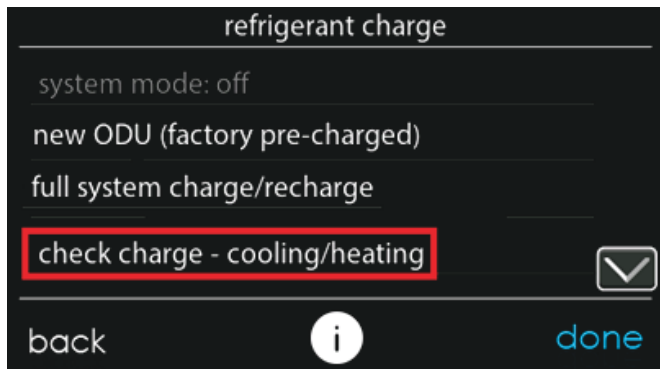 refrigerant charge
system mode: off
new ODU (factory pre-charged)
full system charge/recharge
check charge - cooling/heating
back
i
done